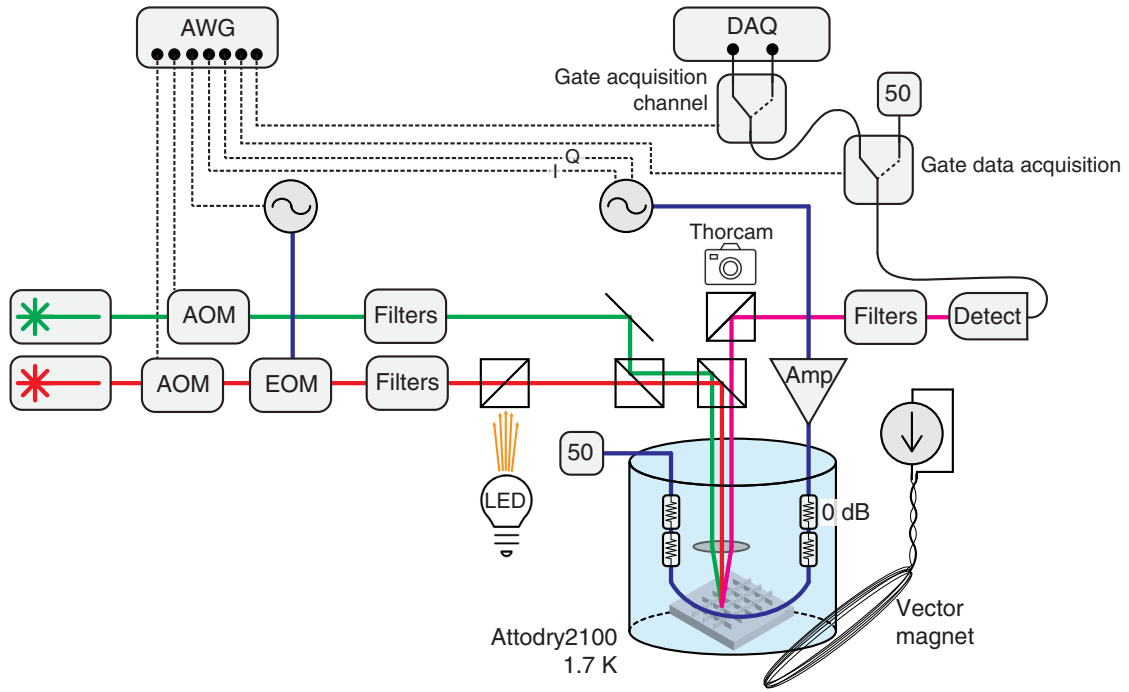 AWG
DAQ
Gate acquisition
channel
50
Gate data acquisition
Q
I
Thorcam
AOM
Filters
Filters
Detect
AOM
EOM
Filters
Amp
50
LED
0 dB
Attodry2100
1.7 K
Vector
magnet